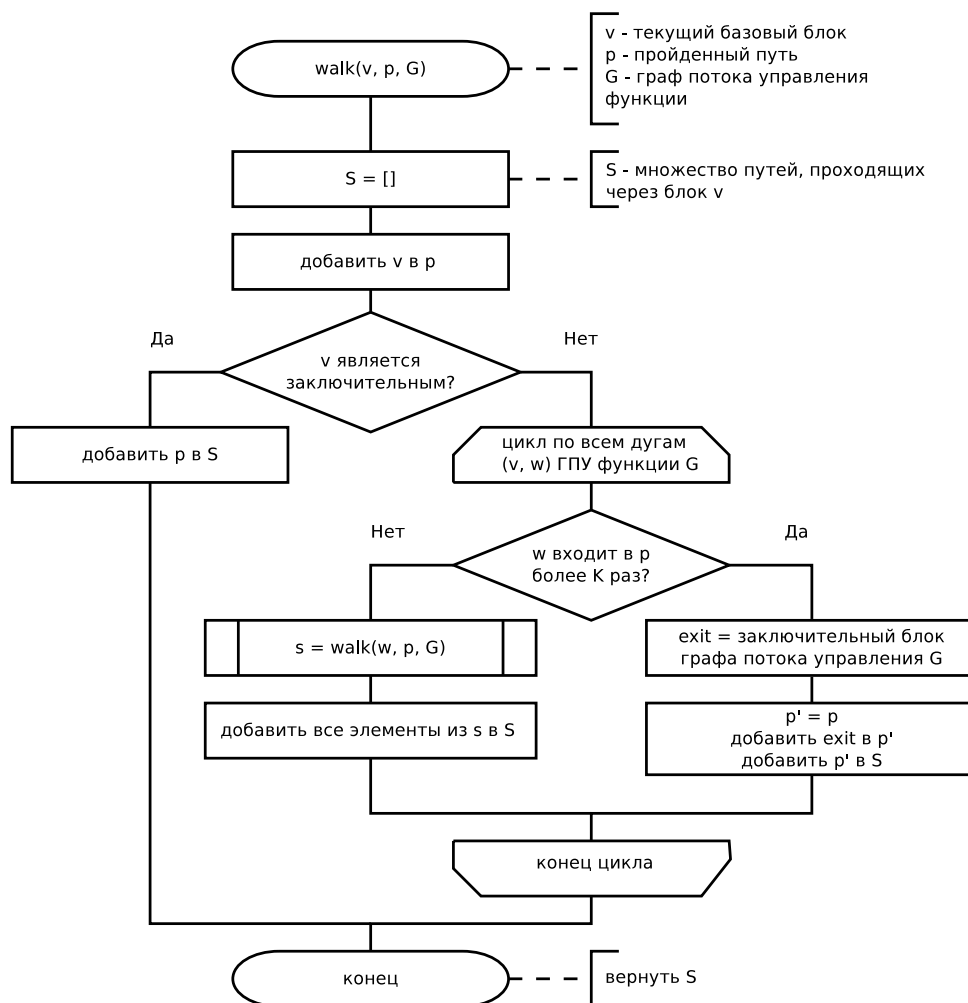 walk(v, p, G)
v - текущий базовый блок
p - пройденный путь
G - граф потока управления
функции
S = []
S - множество путей, проходящих
через блок v
добавить v в p
Да
Нет
v является
заключительным?
добавить p в S
цикл по всем дугам
(v, w) ГПУ функции G
Нет
Да
w входит в p
более K раз?
s = walk(w, p, G)
exit = заключительный блок
графа потока управления G
добавить все элементы из s в S
p' = p
добавить exit в p'
добавить p' в S
конец цикла
конец
вернуть S